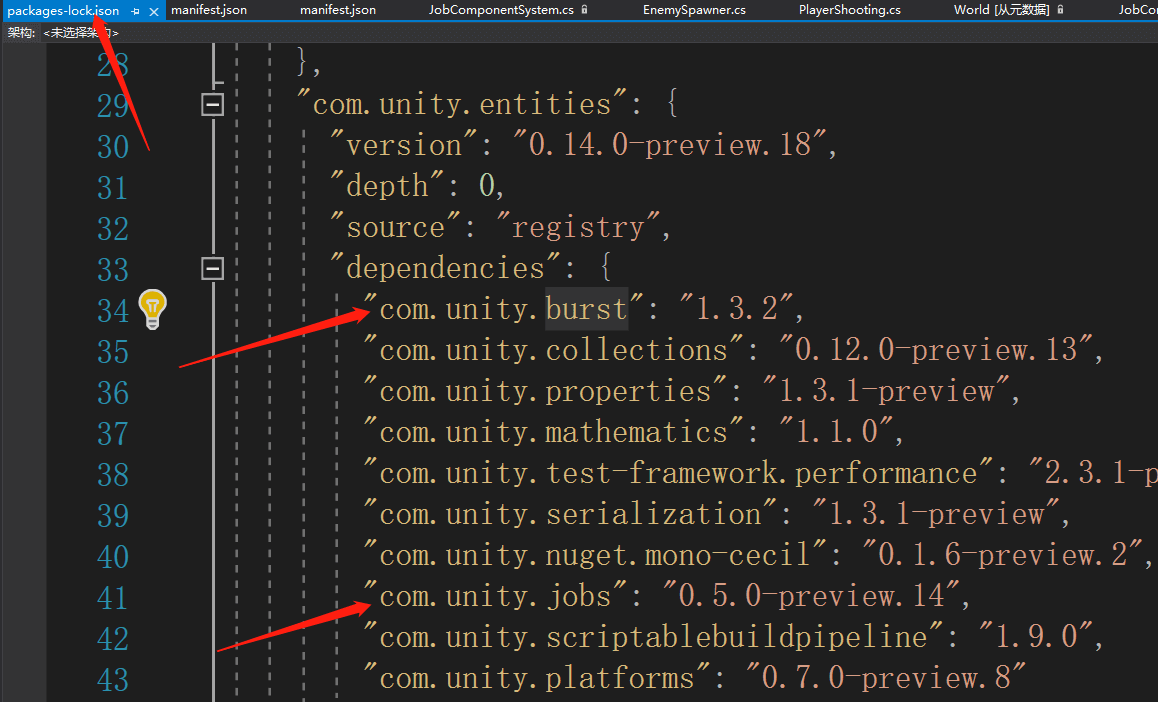 packages-lock.json manifest.json manifest.json JobComponentSystem.cs EnemySpawner.cs PlayerShooting.cs World [从元数据] JobCo
架构: <未选择架构>
28 },
29 "com.unity.entities": {
30 "version": "0.14.0-preview.18",
31 "depth": 0,
32 "source": "registry",
33 "dependencies": {
34 "com.unity.burst": "1.3.2",
35 "com.unity.collections": "0.12.0-preview.13",
36 "com.unity.properties": "1.3.1-preview",
37 "com.unity.mathematics": "1.1.0",
38 "com.unity.test-framework.performance": "2.3.1-p
39 "com.unity.serialization": "1.3.1-preview",
40 "com.unity.nuget.mono-cecil": "0.1.6-preview.2",
41 "com.unity.jobs": "0.5.0-preview.14",
42 "com.unity.scriptablebuildpipeline": "1.9.0",
43 "com.unity.platforms": "0.7.0-preview.8"